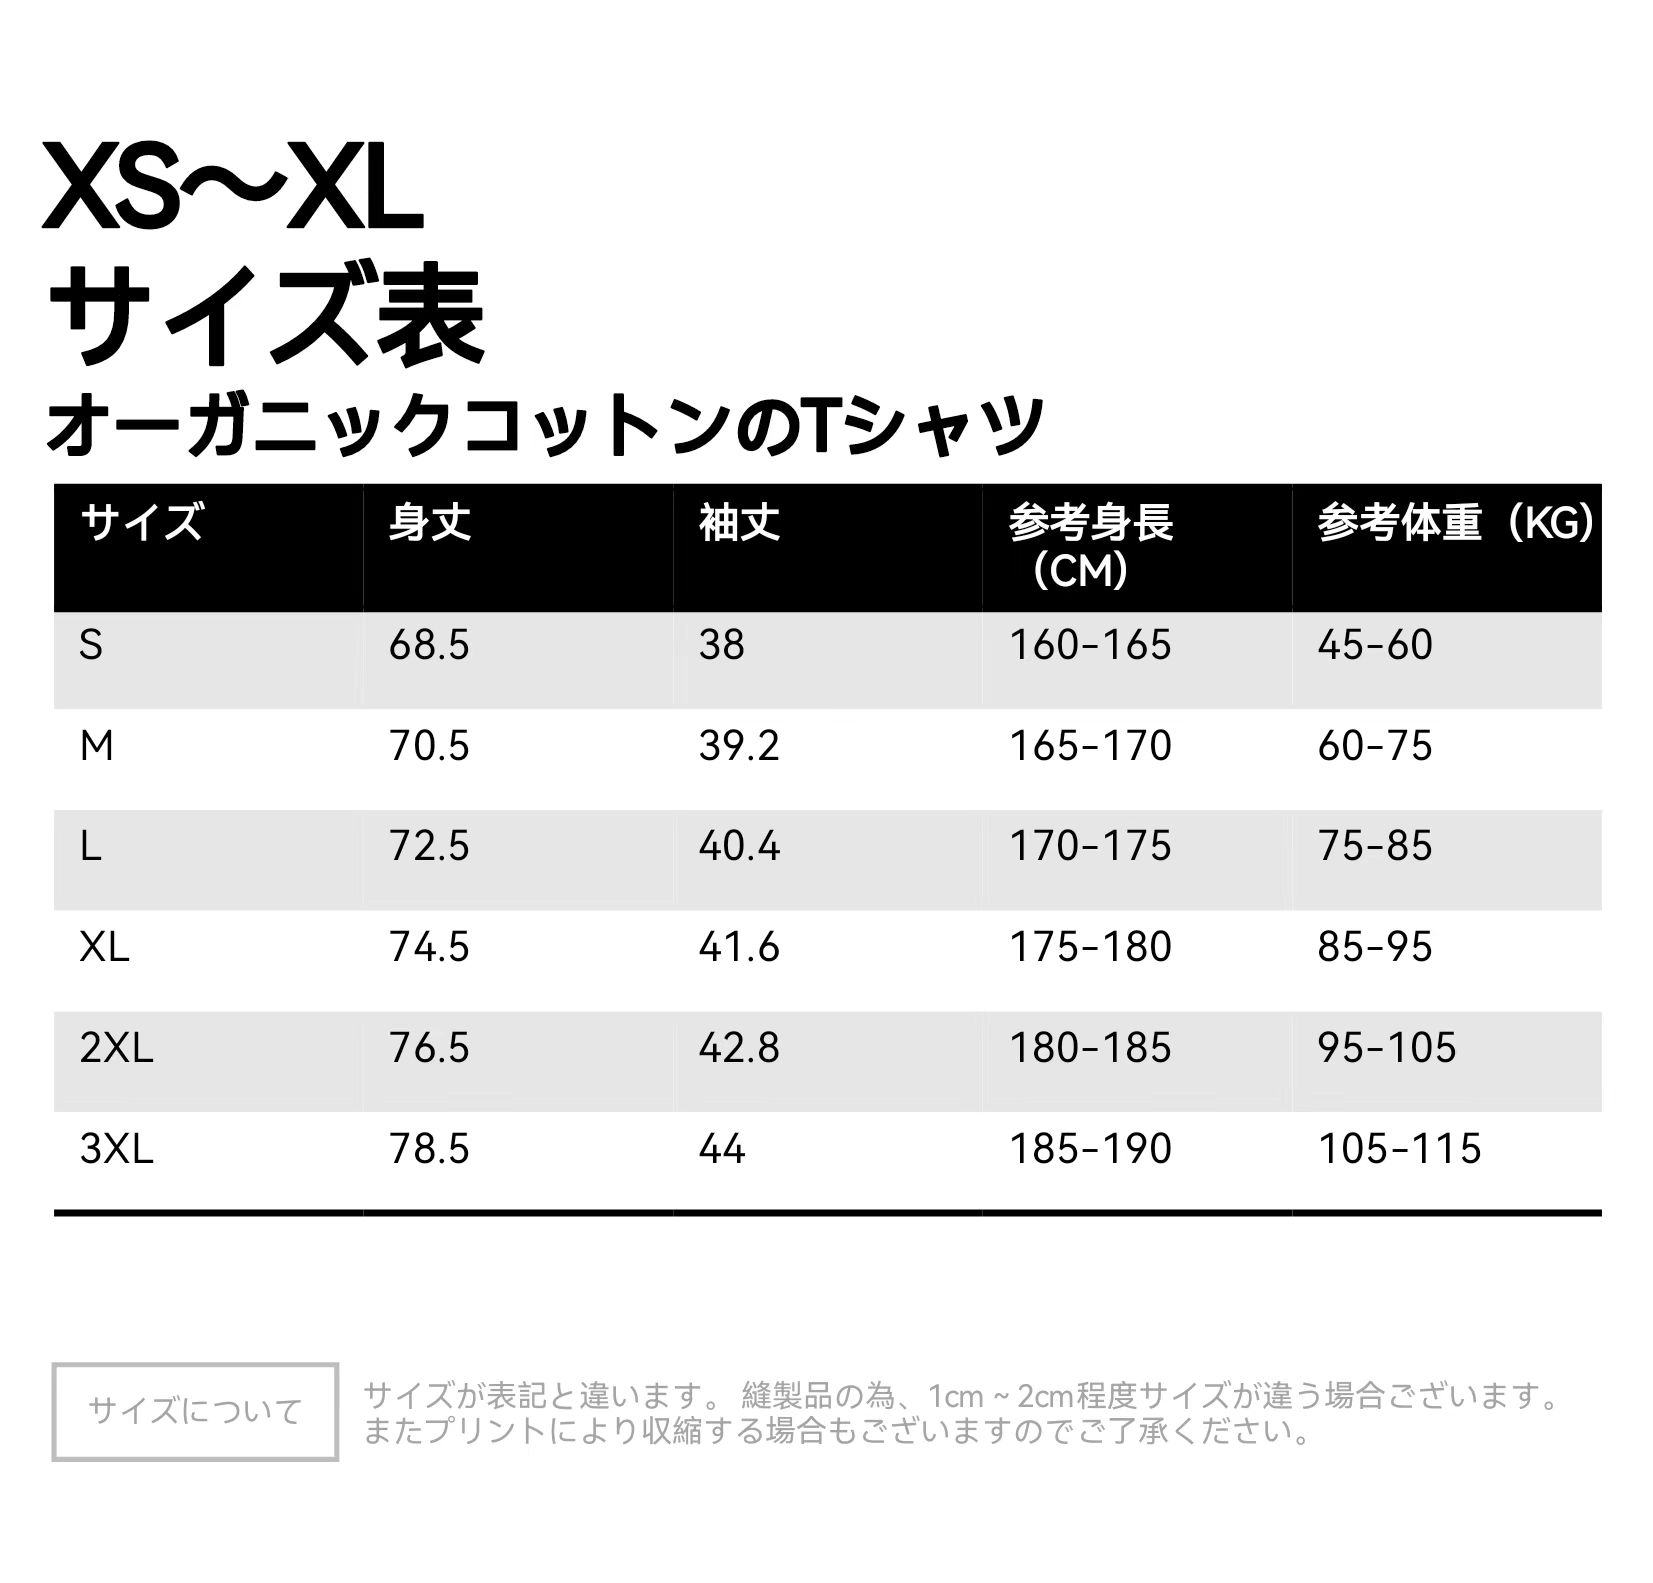 XS～XL
サイズ表
オーガニックコットンのTシャツ
サイズ 身丈 袖丈 参考身長（CM） 参考体重（KG）
S 68.5 38 160-165 45-60
M 70.5 39.2 165-170 60-75
L 72.5 40.4 170-175 75-85
XL 74.5 41.6 175-180 85-95
2XL 76.5 42.8 180-185 95-105
3XL 78.5 44 185-190 105-115
サイズについて
サイズが表記と違います。縫製品の為、1cm ~ 2cm程度サイズが違う場合ございます。
またプリントにより収縮する場合もございますのでご了承ください。